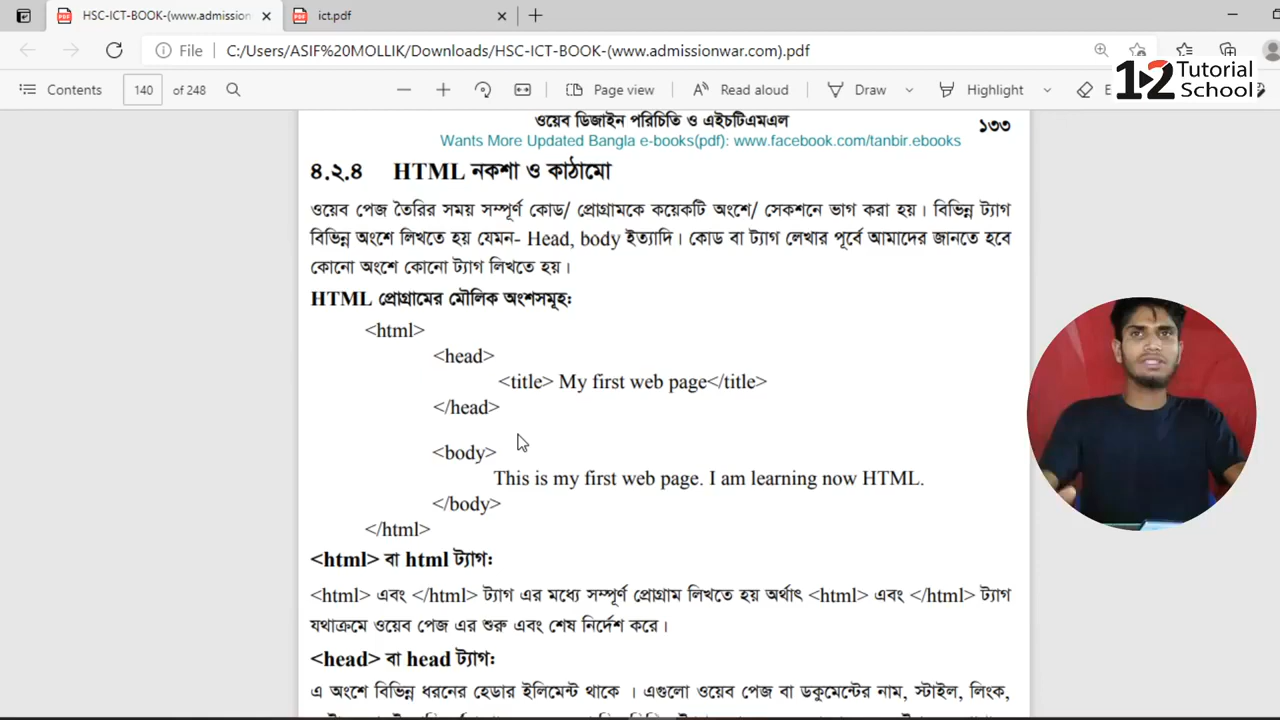 HSC-ICT-BOOK-(www.admission
ict.pdf
File
C:/Users/ASIF%20MOLLIK/Downloads/HSC-ICT-BOOK-(www.admissionwar.com).pdf
12 Tutorial School
Contents
140 of 248
Page view
Read aloud
Draw
Highlight
ওয়েব ডিজাইন পরিচিতি ও এইচটিএমএল
১৩৩
Wants More Updated Bangla e-books(pdf): www.facebook.com/tanbir.ebooks
৪.২.৪ HTML নকশা ও কাঠামো
ওয়েব পেজ তৈরির সময় সম্পূর্ণ কোড/ প্রোগ্রামকে কয়েকটি অংশে/ সেকশনে ভাগ করা হয়। বিভিন্ন ট্যাগ
বিভিন্ন অংশে লিখতে হয় যেমন- Head, body ইত্যাদি। কোড বা ট্যাগ লেখার পূর্বে আমাদের জানতে হবে
কোনো অংশে কোনো ট্যাগ লিখতে হয়।
HTML প্রোগ্রামের মৌলিক অংশসমূহ:
<html>
<head>
<title> My first web page</title>
</head>
<body>
This is my first web page. I am learning now HTML.
</body>
</html>
<html> বা html ট্যাগ:
<html> এবং </html> ট্যাগ এর মধ্যে সম্পূর্ণ প্রোগ্রাম লিখতে হয় অর্থাৎ <html> এবং </html> ট্যাগ
যথাক্রমে ওয়েব পেজ এর শুরু এবং শেষ নির্দেশ করে।
<head> বা head ট্যাগ:
এ অংশে বিভিন্ন ধরনের হেডার ইলিমেন্ট থাকে । এগুলো ওয়েব পেজ বা ডকুমেন্টের নাম, স্টাইল, লিংক,